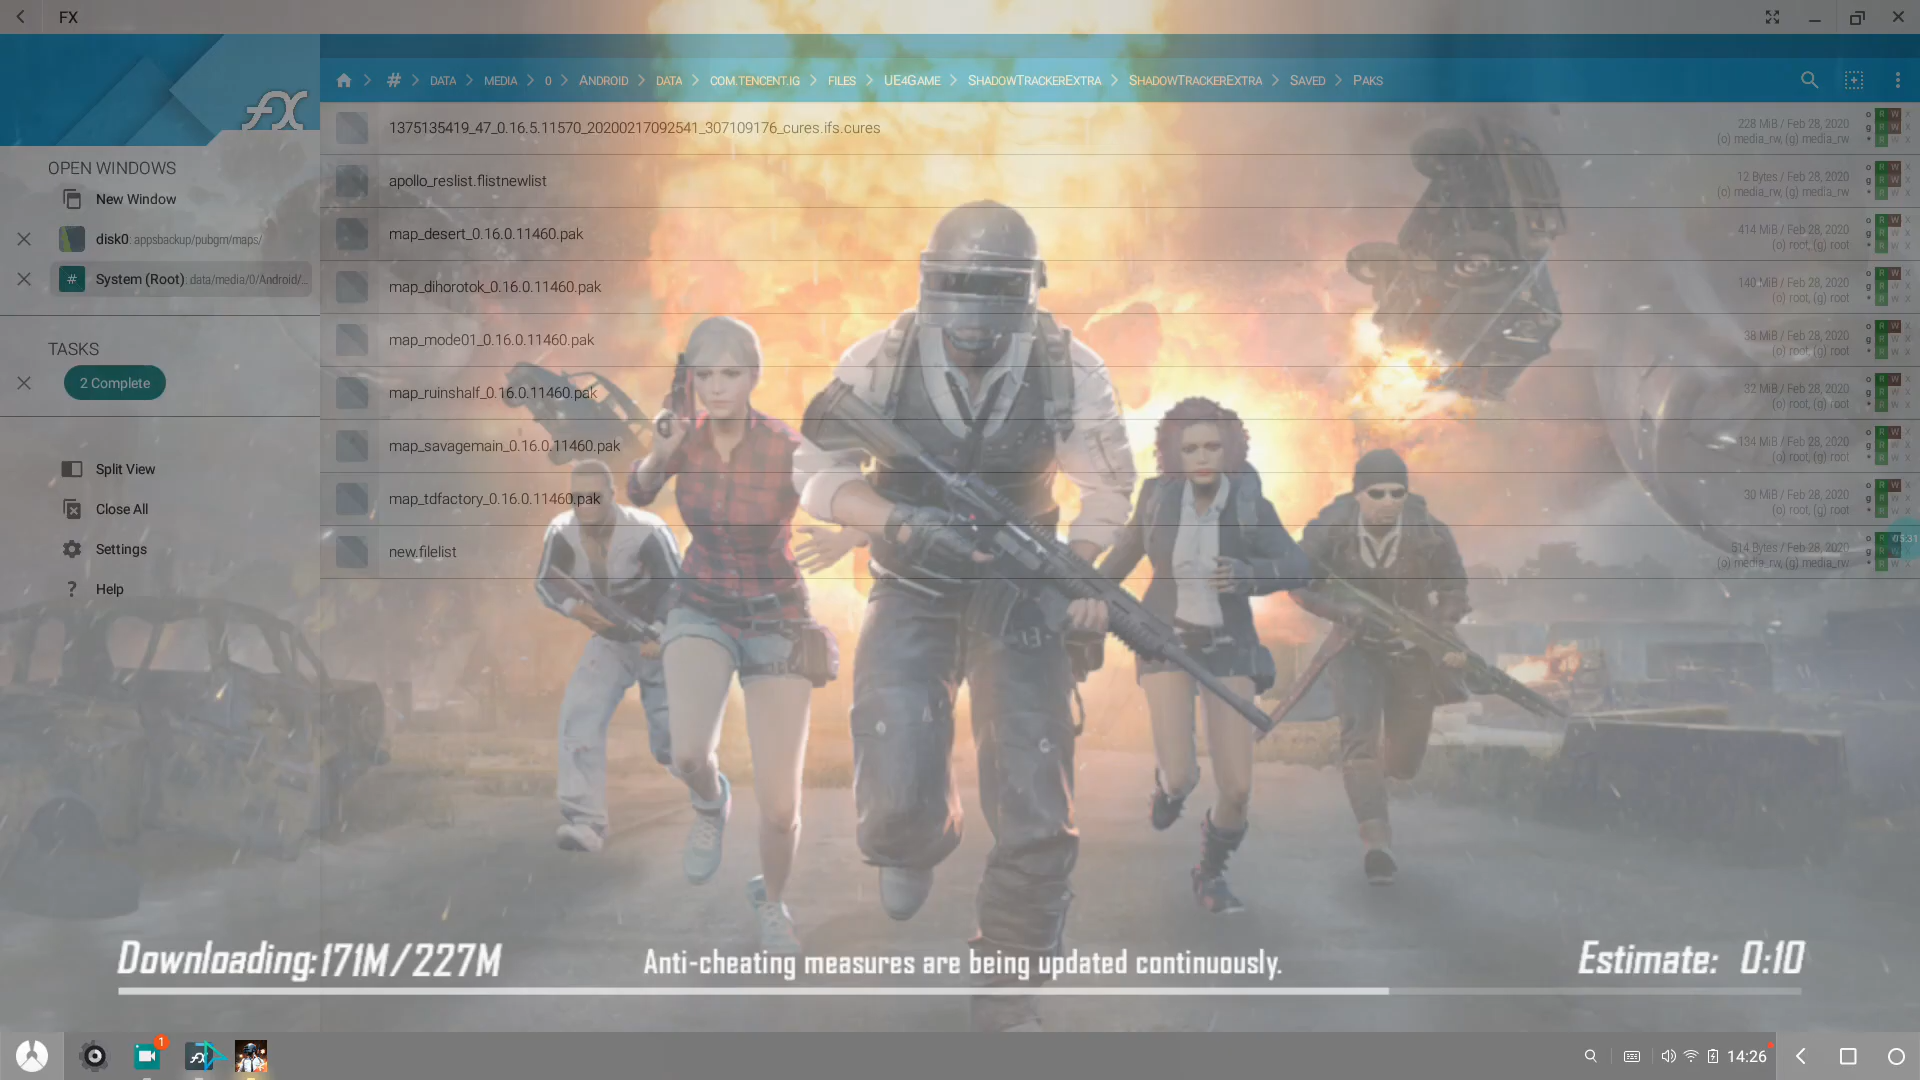 FX
# DATA MEDIA 0 ANDROID DATA COM.TENCENT.IG FILES UE4GAME SHADOWTRACKEREXTRA SHADOWTRACKEREXTRA SAVED PAKS
FX
OPEN WINDOWS
New Window
disk0: appsbackup/pubgm/maps/
# System (Root): data/media/0/Android/...
TASKS
2 Complete
Split View
Close All
Settings
? Help
1375135419_47_0.16.5.11570_20200217092541_307109176_cures.ifs.cures
228 MiB / Feb 28, 2020
(o) media_rw, (g) media_rw
apollo_reslist.flistnewlist
12 Bytes / Feb 28, 2020
(o) media_rw, (g) media_rw
map_desert_0.16.0.11460.pak
414 MiB / Feb 28, 2020
(o) root, (g) root
map_dihorotok_0.16.0.11460.pak
140 MiB / Feb 28, 2020
(o) root, (g) root
map_mode01_0.16.0.11460.pak
38 MiB / Feb 28, 2020
(o) root, (g) root
map_ruinshalf_0.16.0.11460.pak
32 MiB / Feb 28, 2020
(o) root, (g) root
map_savagemain_0.16.0.11460.pak
134 MiB / Feb 28, 2020
(o) root, (g) root
map_tdfactory_0.16.0.11460.pak
30 MiB / Feb 28, 2020
(o) root, (g) root
new.filelist
514 Bytes / Feb 28, 2020
(o) media_rw, (g) media_rw
05:31
Downloading:171M/227M
Anti-cheating measures are being updated continuously.
Estimate: 0:10
1
FX
14:26